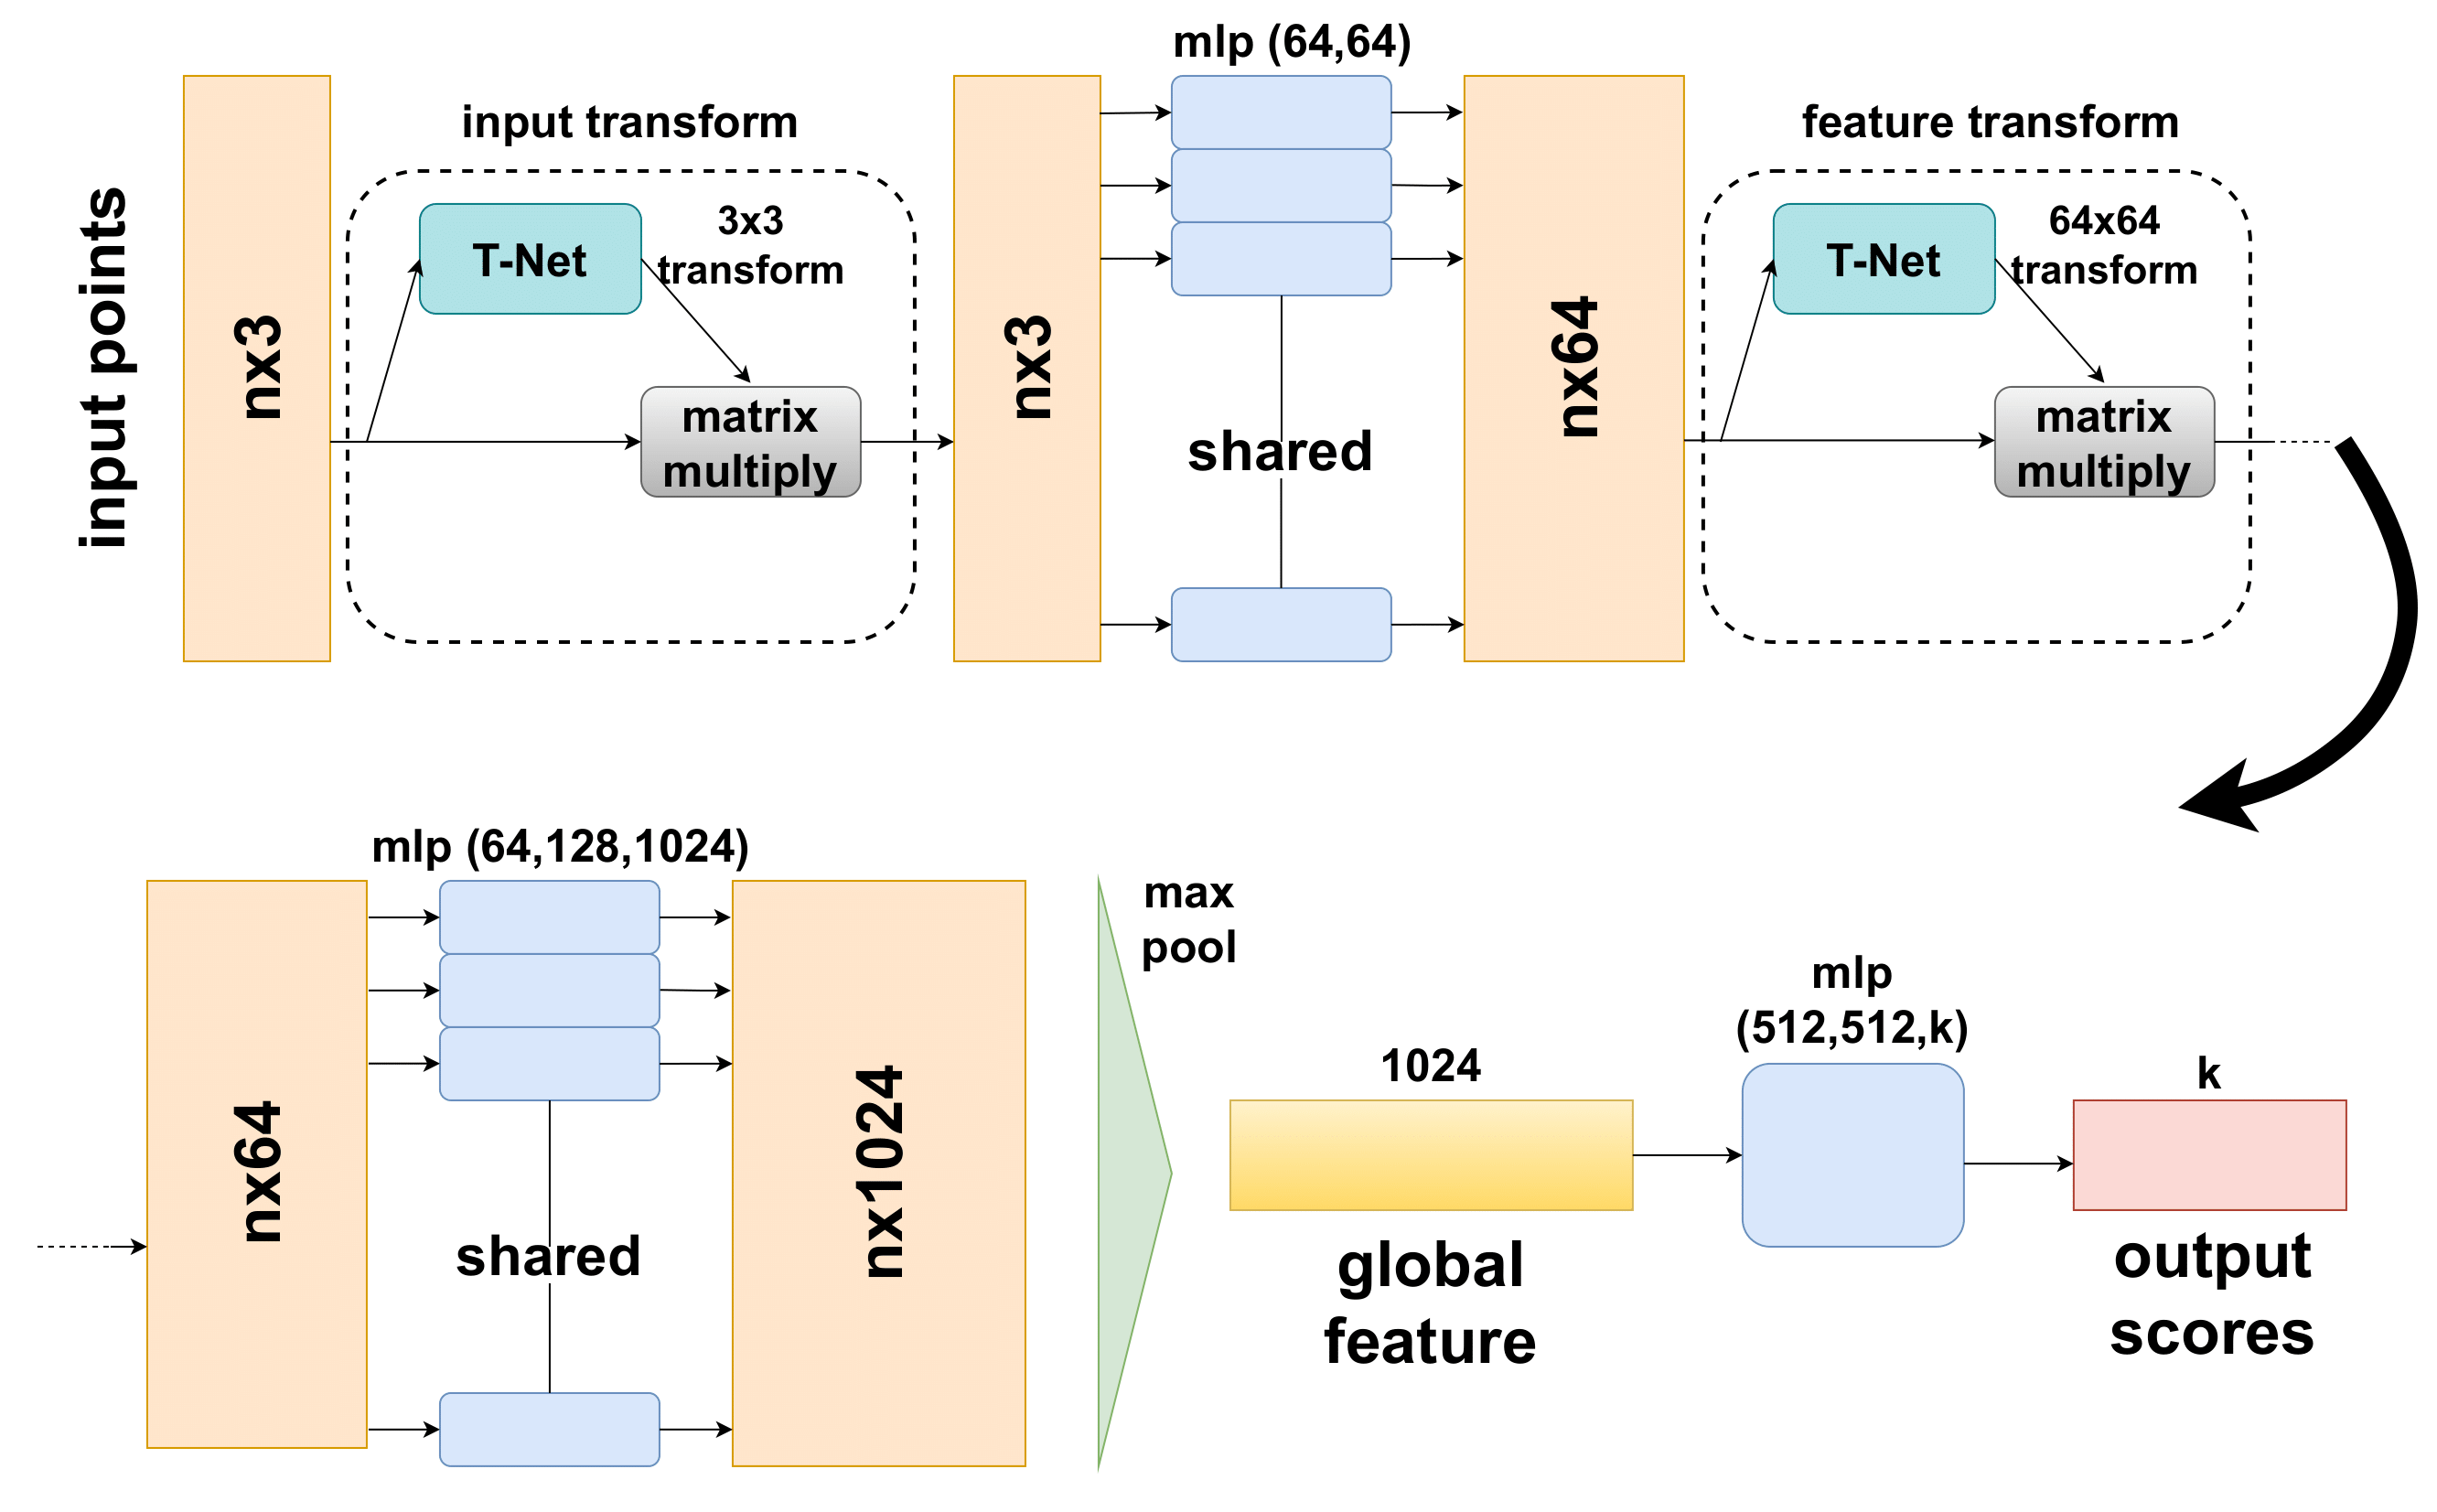 mlp (64,64)
input transform
feature transform
input points
nx3
T-Net
3x3
transform
matrix
multiply
nx3
shared
nx64
T-Net
64x64
transform
matrix
multiply
mlp (64,128,1024)
nx64
shared
nx1024
max
pool
1024
global
feature
mlp
(512,512,k)
k
output
scores